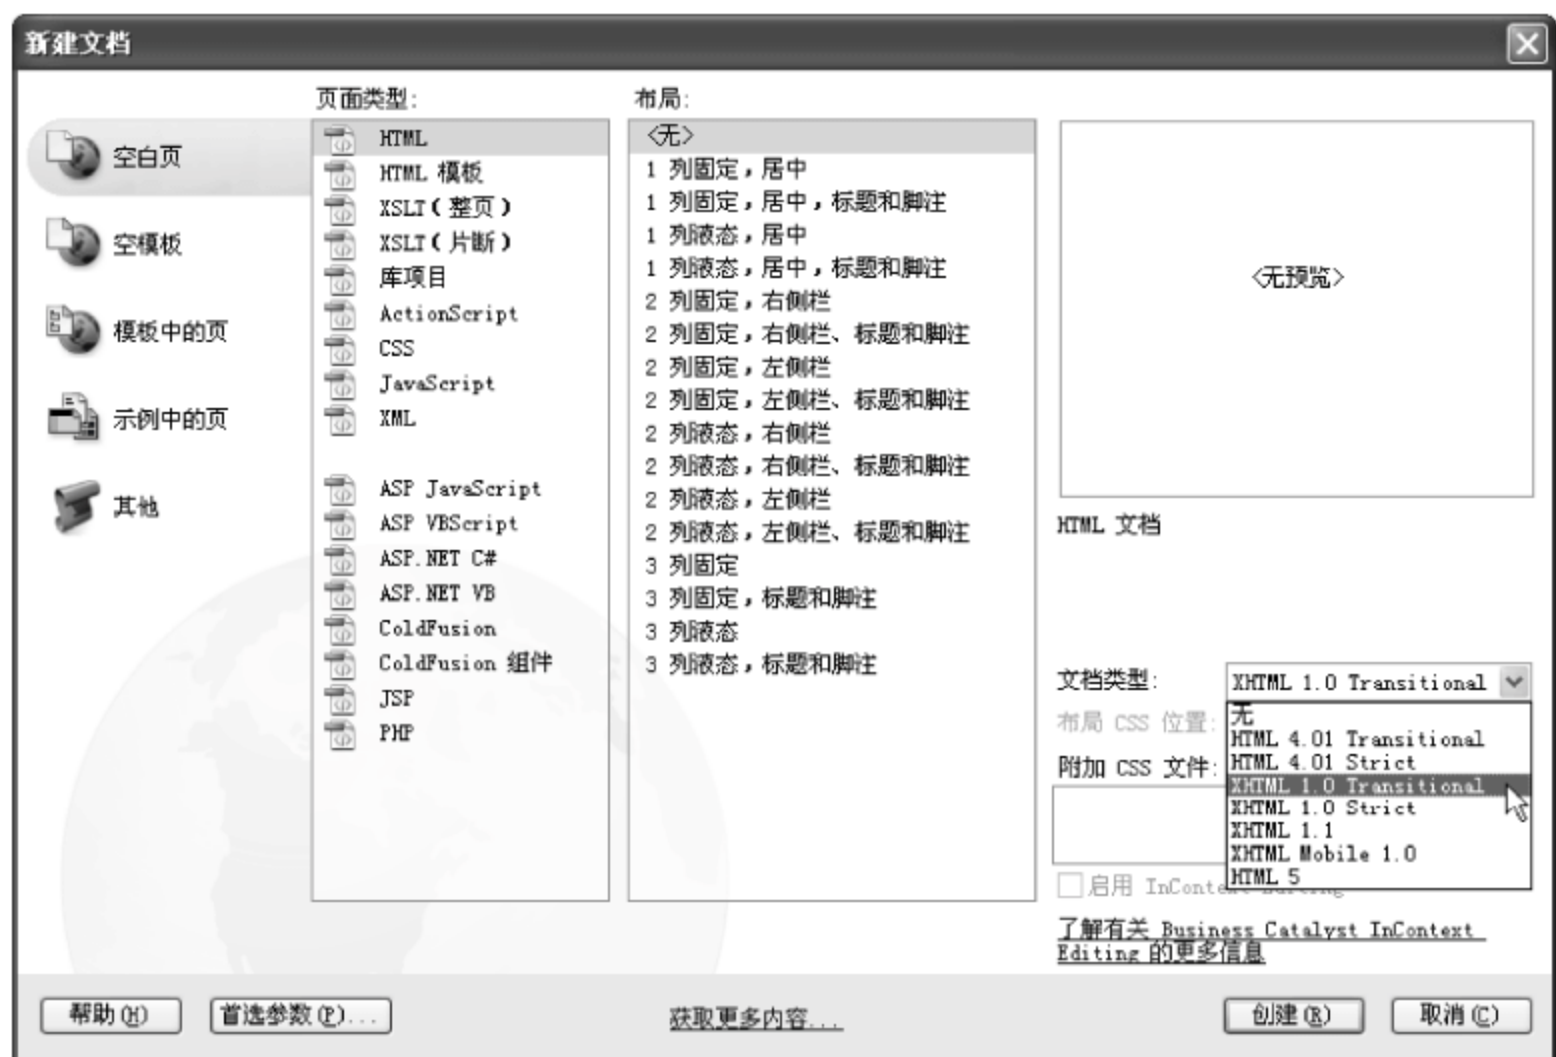 新建文档
空白页
空模板
模板中的页
示例中的页
其他
页面类型:
HTML
HTML 模板
XSLT(整页)
XSLT(片断)
库项目
ActionScript
CSS
JavaScript
XML
ASP JavaScript
ASP VBScript
ASP.NET C#
ASP.NET VB
ColdFusion
ColdFusion 组件
JSP
PHP
布局:
<无>
1 列固定，居中
1 列固定，居中，标题和脚注
1 列液态，居中
1 列液态，居中，标题和脚注
2 列固定，右侧栏
2 列固定，右侧栏、标题和脚注
2 列固定，左侧栏
2 列固定，左侧栏、标题和脚注
2 列液态，右侧栏
2 列液态，右侧栏、标题和脚注
2 列液态，左侧栏
2 列液态，左侧栏、标题和脚注
3 列固定
3 列固定，标题和脚注
3 列液态
3 列液态，标题和脚注
<无预览>
HTML 文档
文档类型:
XHTML 1.0 Transitional
无
HTML 4.01 Transitional
HTML 4.01 Strict
XHTML 1.0 Transitional
XHTML 1.0 Strict
XHTML 1.1
XHTML Mobile 1.0
HTML 5
布局 CSS 位置:
附加 CSS 文件:
启用 InContext
了解有关 Business Catalyst InContext
Editing 的更多信息
帮助(H)
首选参数(P)...
获取更多内容...
创建(R)
取消(C)